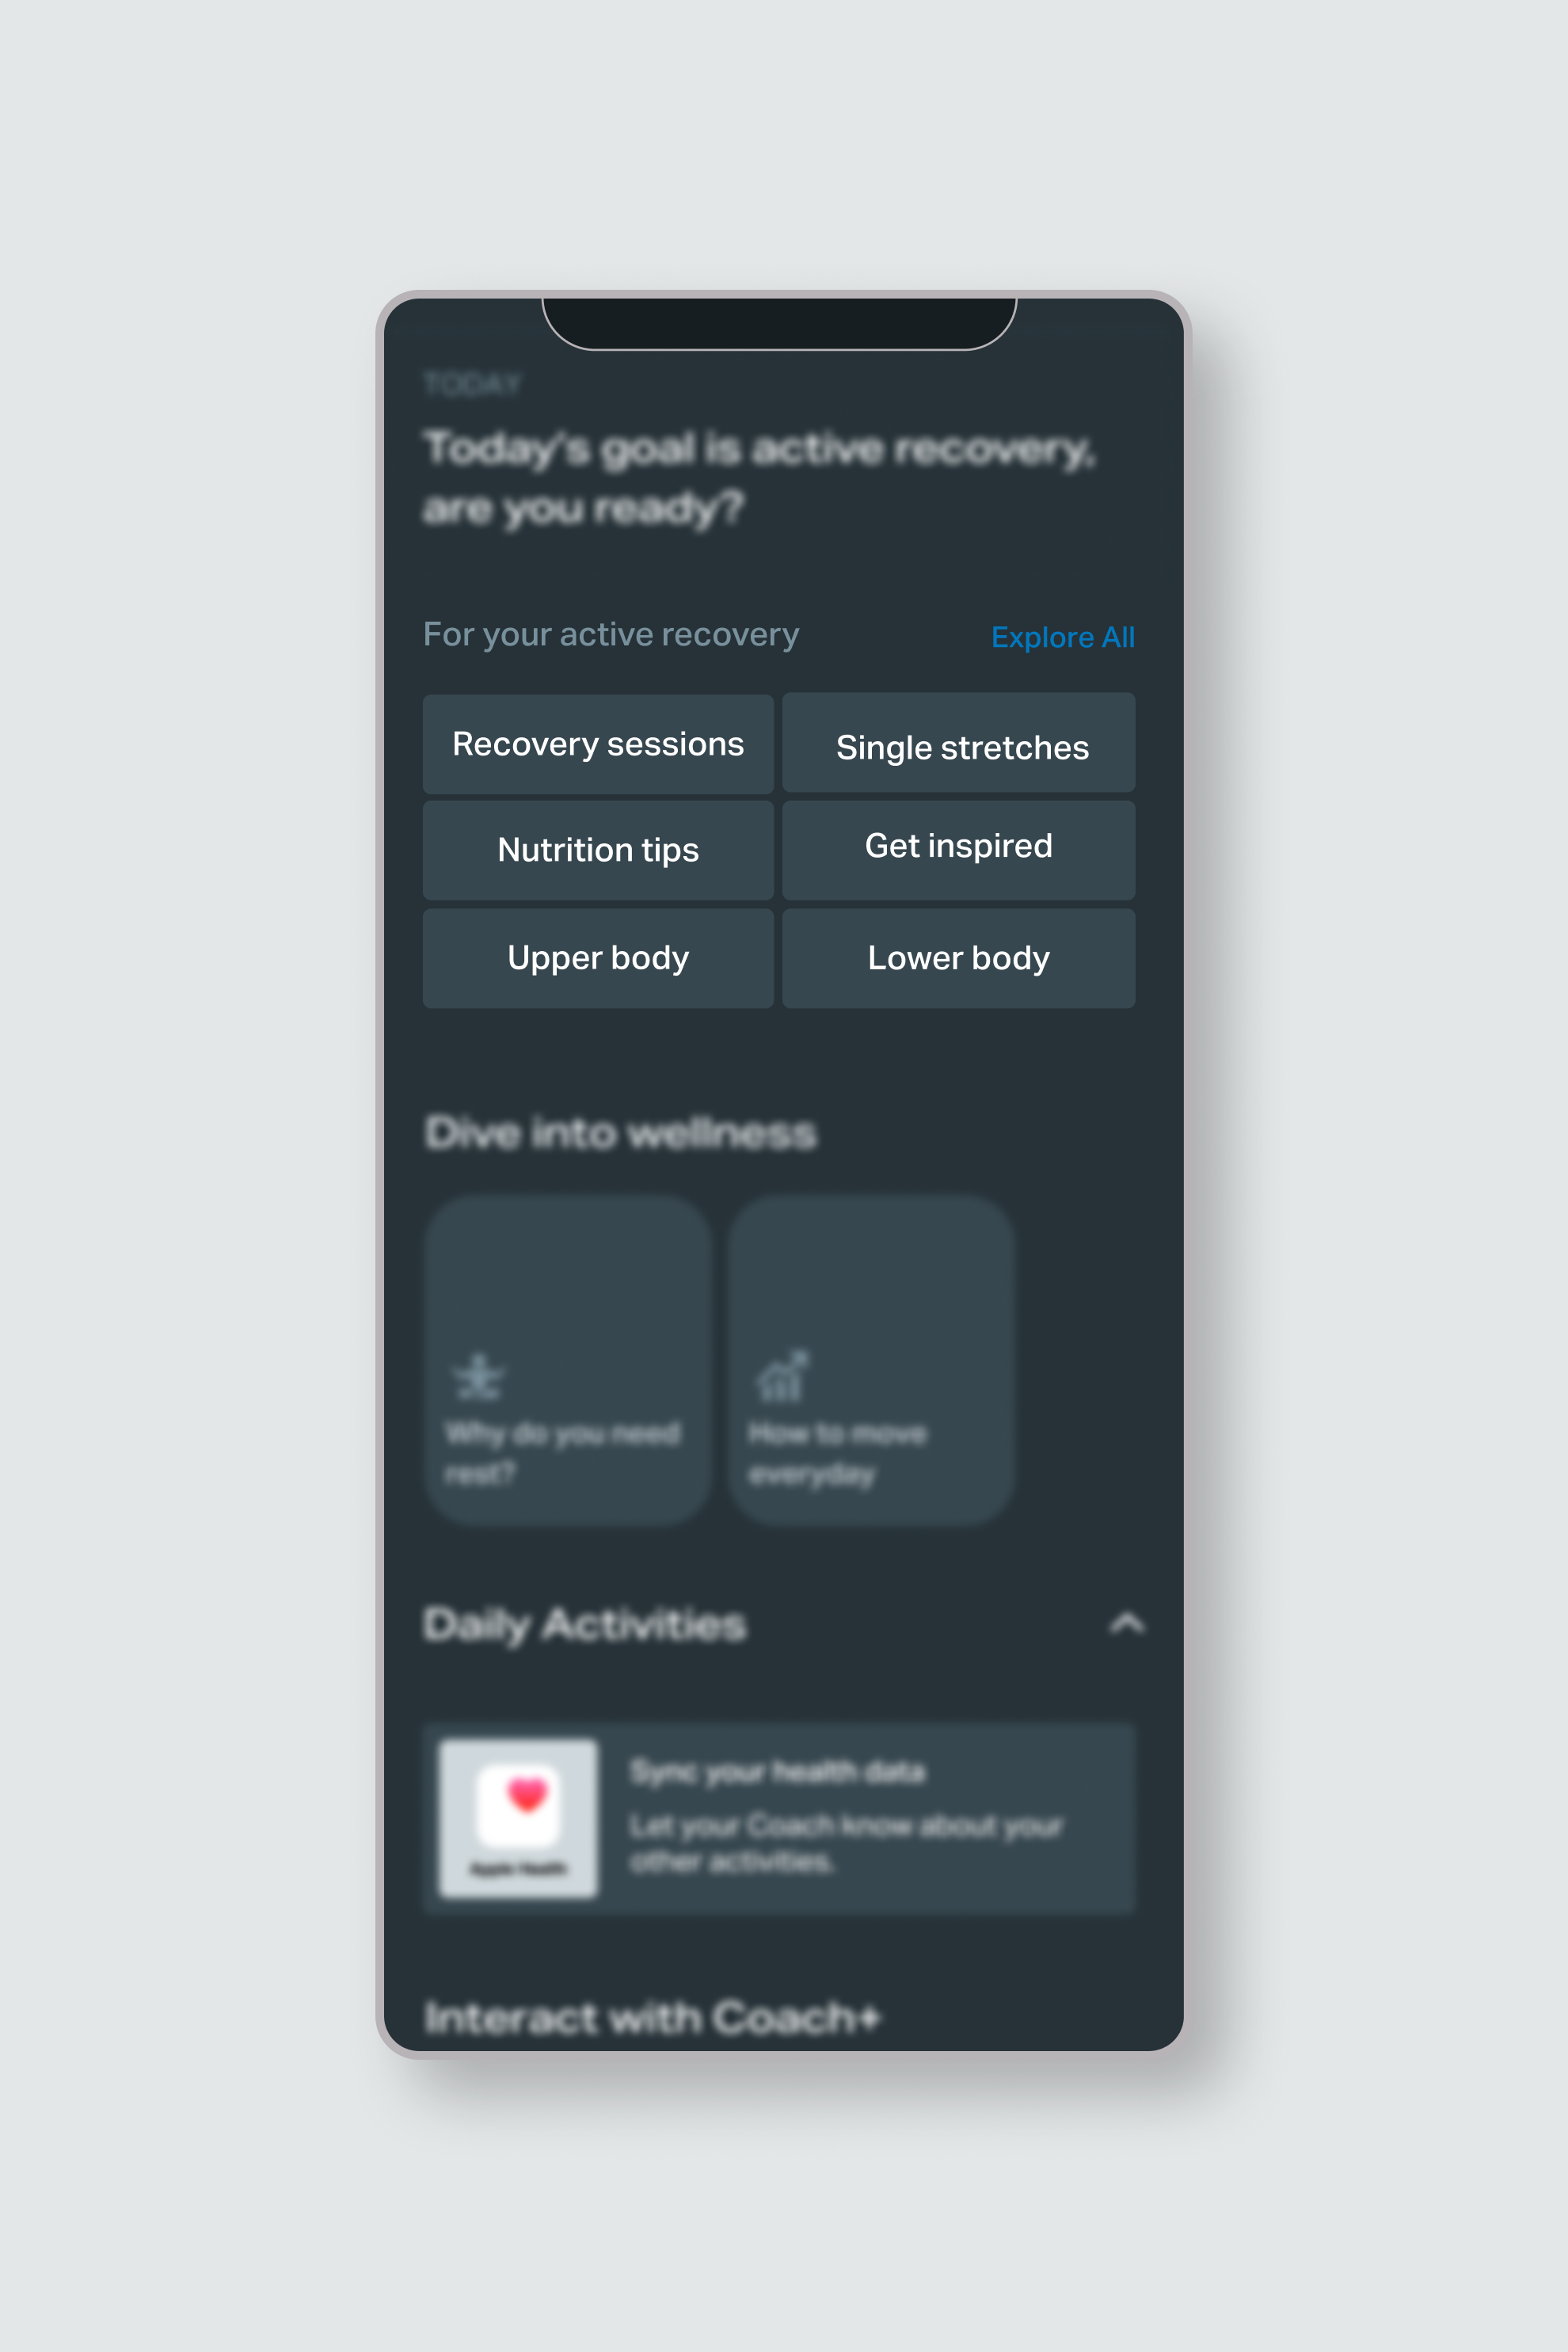 TODAY
Today's goal is active recovery,
are you ready?
For your active recovery
Explore All
Recovery sessions
Single stretches
Nutrition tips
Get inspired
Upper body
Lower body
Dive into wellness
Why do you need
rest?
How to move
everyday
Daily Activities
Sync your health data
Let your Coach know about your
other activities.
Apple Health
Interact with Coach+